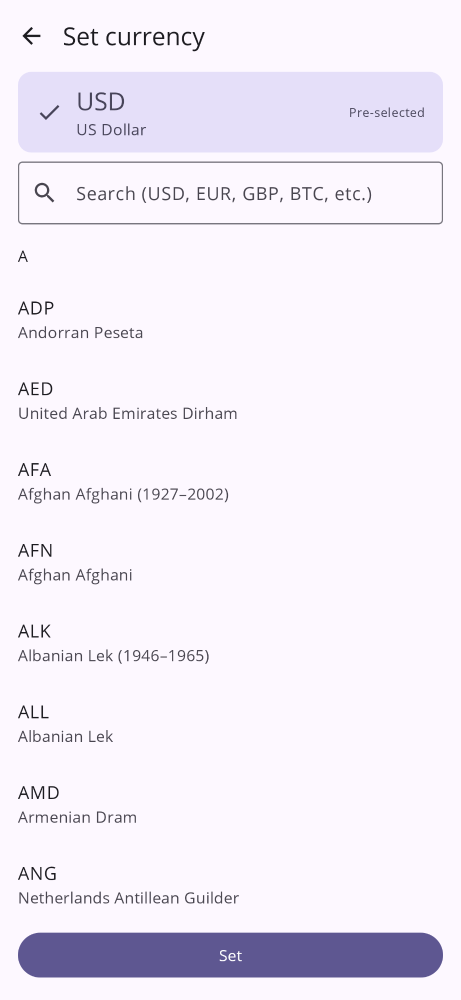 Set currency
USD
US Dollar
Pre-selected
Search (USD, EUR, GBP, BTC, etc.)
A
ADP
Andorran Peseta
AED
United Arab Emirates Dirham
AFA
Afghan Afghani (1927–2002)
AFN
Afghan Afghani
ALK
Albanian Lek (1946–1965)
ALL
Albanian Lek
AMD
Armenian Dram
ANG
Netherlands Antillean Guilder
Set